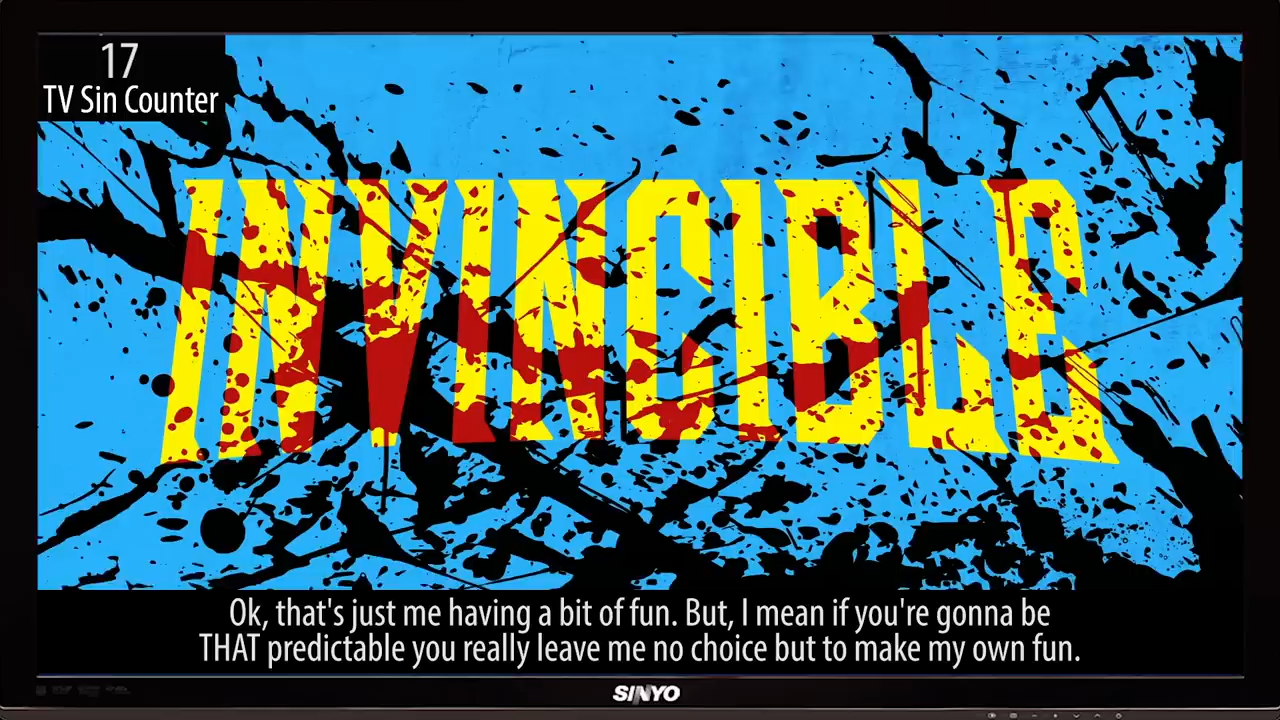 17
TV Sin Counter
INVINCIBLE
Ok, that's just me having a bit of fun. But, I mean if you're gonna be
THAT predictable you really leave me no choice but to make my own fun.
SINYO